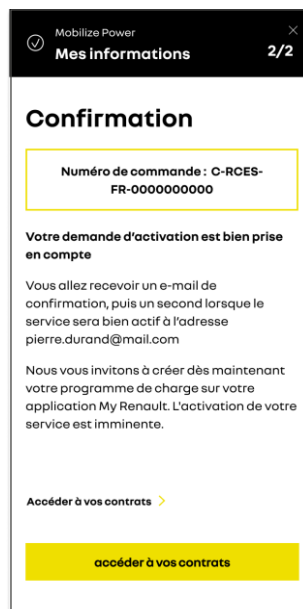 Mobilize Power
Mes informations
2/2
Confirmation
Numéro de commande : C-RCES-
FR-0000000000
Votre demande d'activation est bien prise
en compte
Vous allez recevoir un e-mail de
confirmation, puis un second lorsque le
service sera bien actif à l'adresse
pierre.durand@mail.com
Nous vous invitons à créer dès maintenant
votre programme de charge sur votre
application My Renault. L'activation de votre
service est imminente.
Accéder à vos contrats
accéder à vos contrats